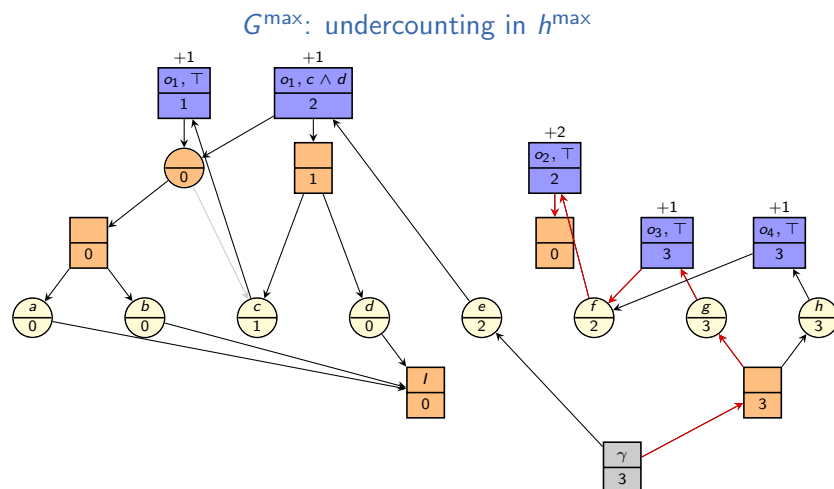 G^max: undercounting in h^max
+1 +1
o₁, ⊤ o₁, c ∧ d
1 2
+2
o₂, ⊤
2
0 1
+1 +1
o₃, ⊤ o₄, ⊤
0 0 3 3
a b c d e f g h
0 0 1 0 2 2 3 3
I
0 3
γ
3